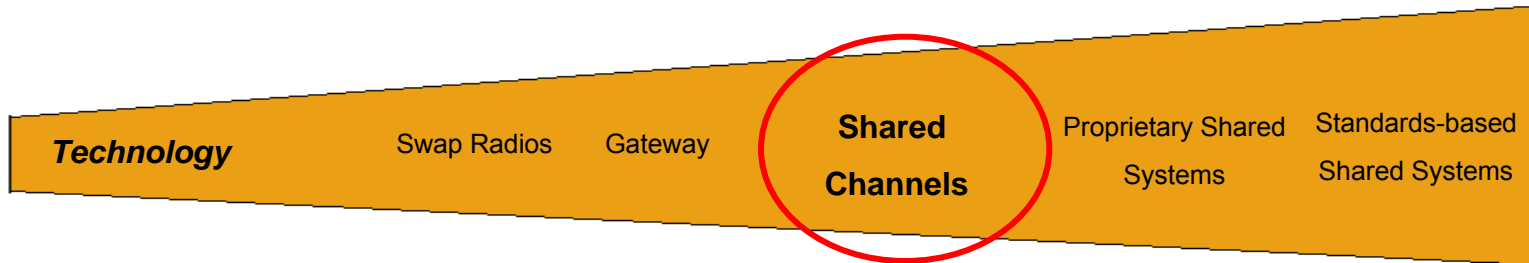 Technology
Swap Radios
Gateway
Shared
Channels
Proprietary Shared
Systems
Standards-based
Shared Systems